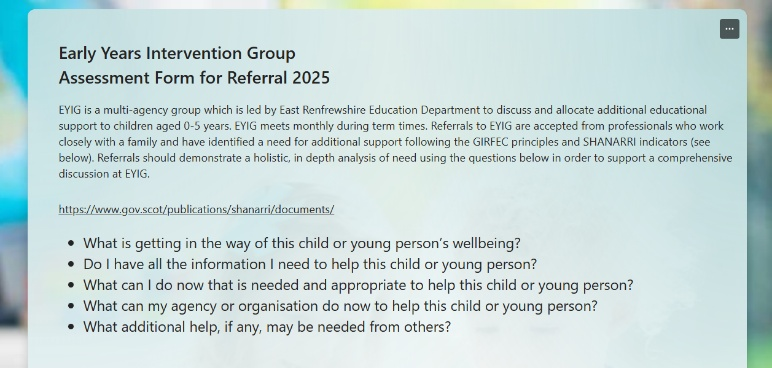 Early Years Intervention Group
Assessment Form for Referral 2025
EYIG is a multi-agency group which is led by East Renfrewshire Education Department to discuss and allocate additional educational
support to children aged 0-5 years. EYIG meets monthly during term times. Referrals to EYIG are accepted from professionals who work
closely with a family and have identified a need for additional support following the GIRFEC principles and SHANARRI indicators (see
below). Referrals should demonstrate a holistic, in depth analysis of need using the questions below in order to support a comprehensive
discussion at EYIG.
https://www.gov.scot/publications/shanarri/documents/
• What is getting in the way of this child or young person's wellbeing?
• Do I have all the information I need to help this child or young person?
• What can I do now that is needed and appropriate to help this child or young person?
• What can my agency or organisation do now to help this child or young person?
• What additional help, if any, may be needed from others?